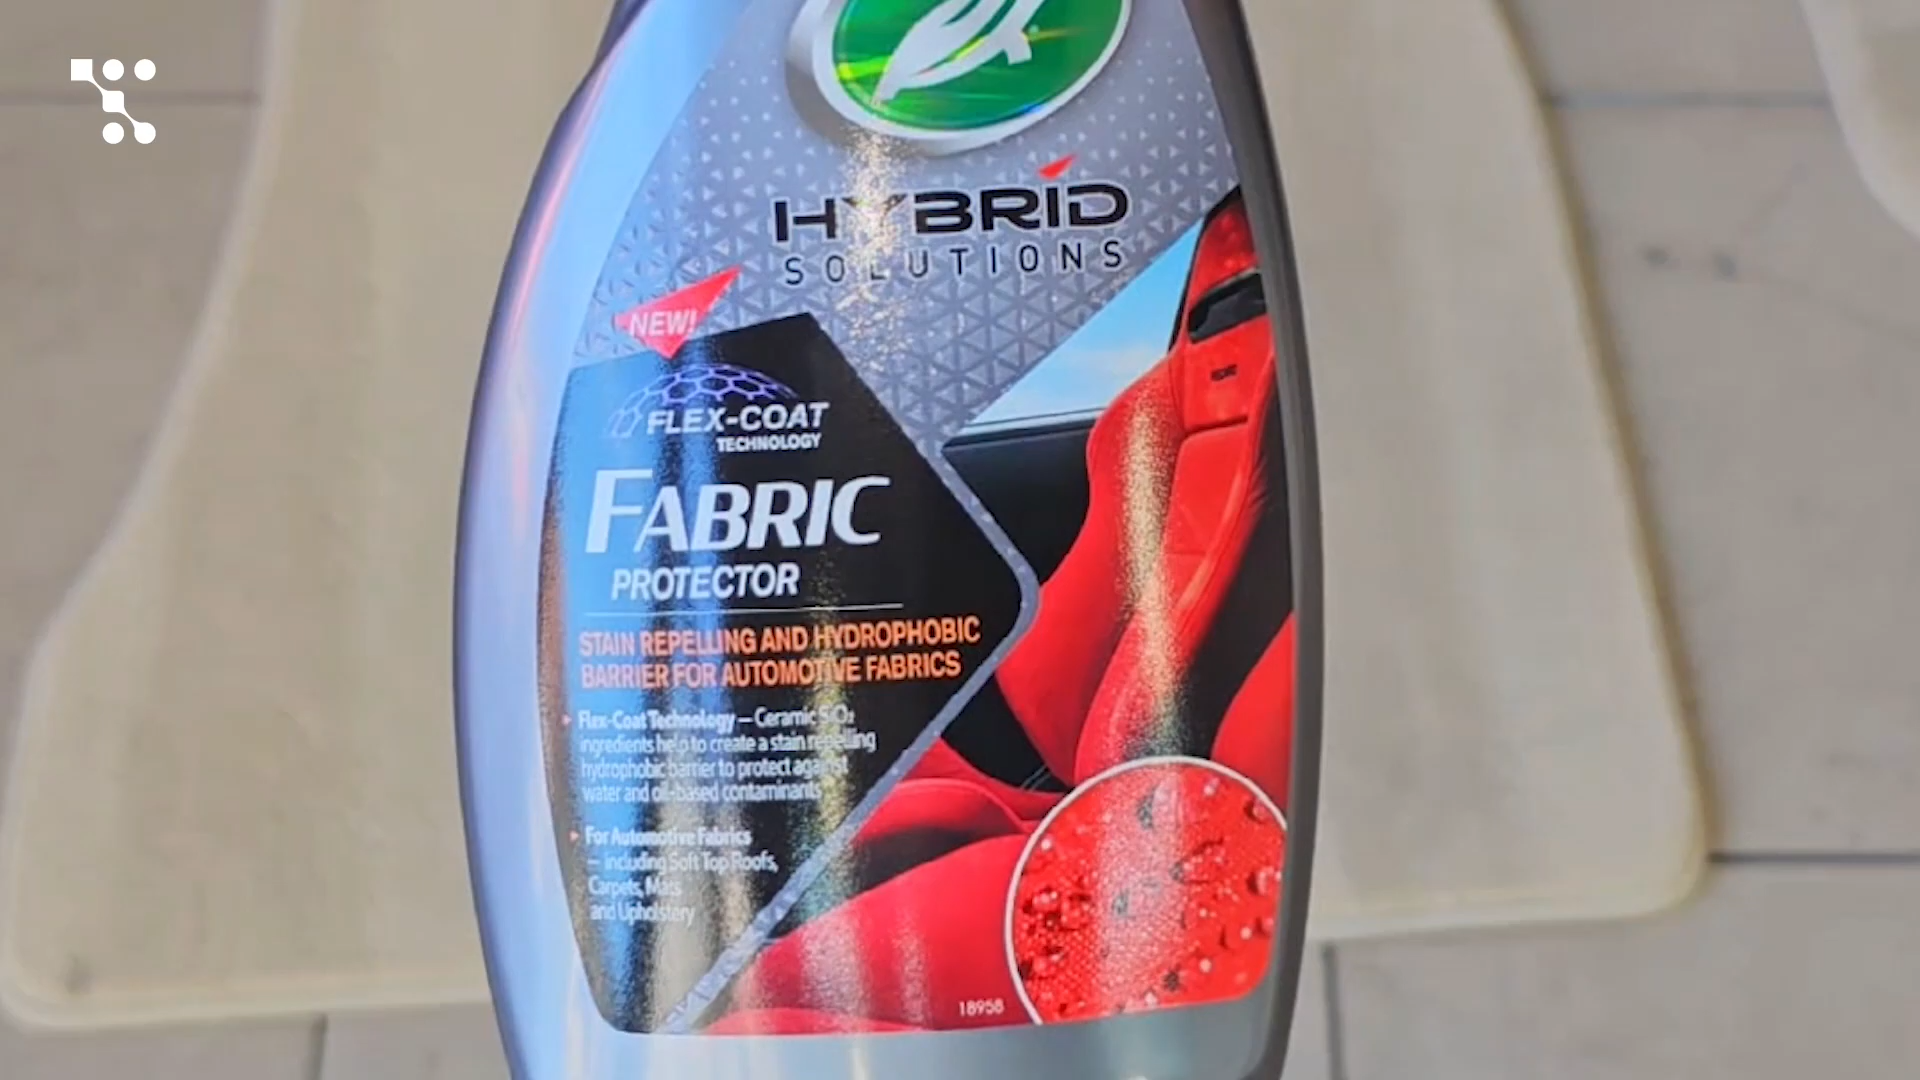 HYBRID
SOLUTIONS
NEW!
FLEX-COAT
TECHNOLOGY
FABRIC
PROTECTOR
STAIN REPELLING AND HYDROPHOBIC
BARRIER FOR AUTOMOTIVE FABRICS
Flex-Coat Technology – Ceramic SiO₂
ingredients help to create a stain repelling
hydrophobic barrier to protect against
water and oil-based contaminants
For Automotive Fabrics
– including Soft Top Roofs,
Carpets, Mats
and Upholstery
18958